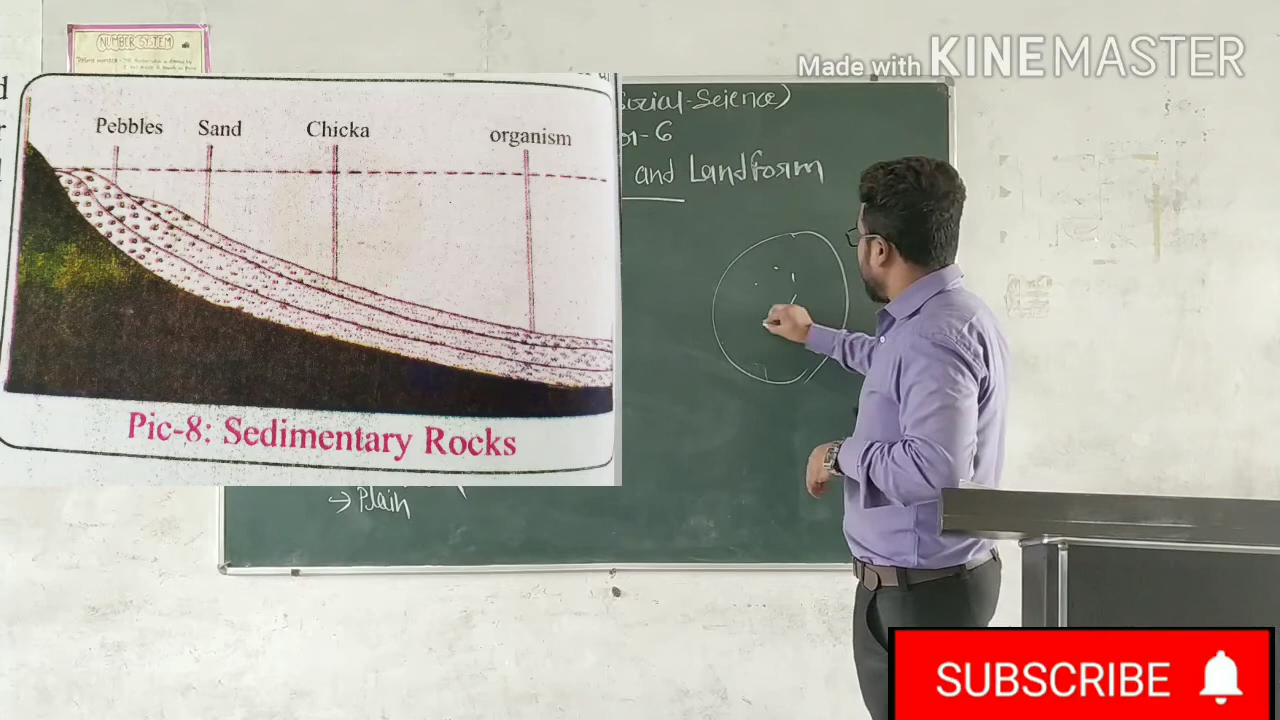 NUMBER SYSTEM
Made with KINEMASTER
Social-Science)
6
and Landform
Pebbles Sand Chicka organism
Pic-8: Sedimentary Rocks
→ Plain
SUBSCRIBE